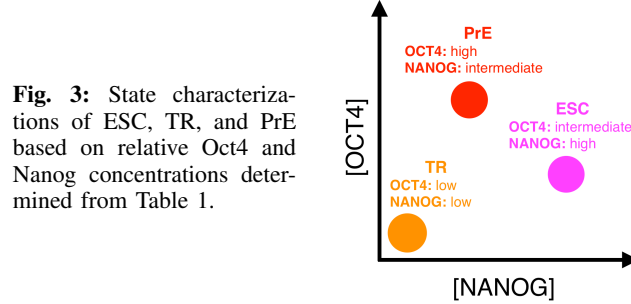 Fig. 3: State characteriza-
tions of ESC, TR, and PrE
based on relative Oct4 and
Nanog concentrations deter-
mined from Table 1.
[OCT4]
PrE
OCT4: high
NANOG: intermediate
ESC
OCT4: intermediate
NANOG: high
TR
OCT4: low
NANOG: low
[NANOG]